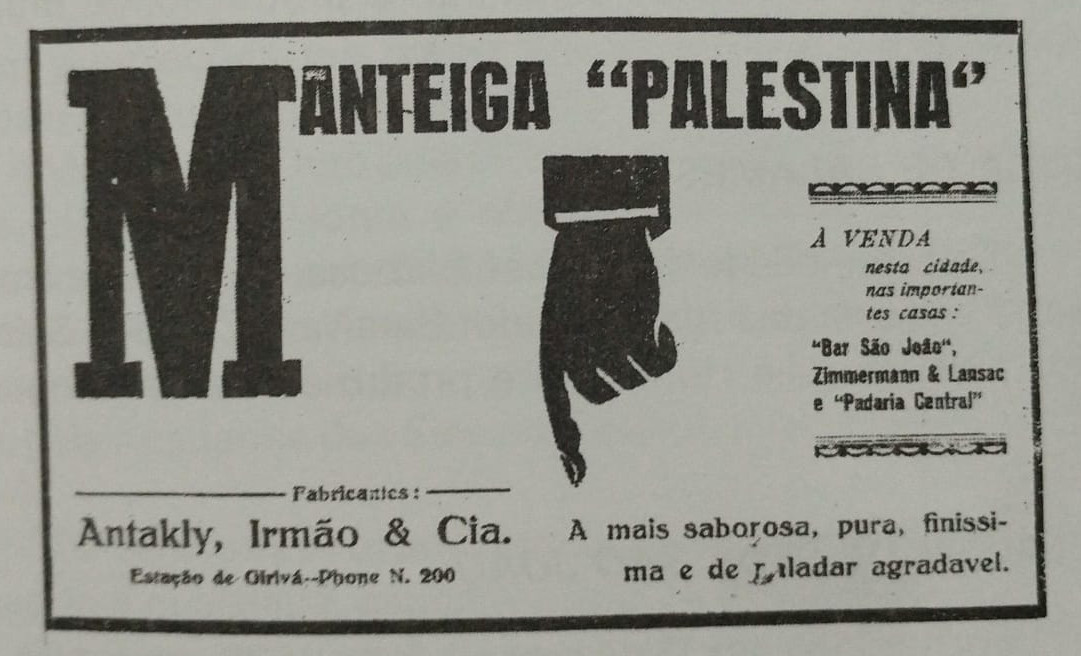 MANTEIGA “PALESTINA”
À VENDA
nesta cidade,
nas importan-
tes casas:
“Bar São João“,
Zimmermann & Lansac
e “Padaria Central”
Fabricantes:
Antakly, Irmão & Cia.
Estação de Girivá--Phone N. 200
A mais saborosa, pura, finissi-
ma e de paladar agradavel.